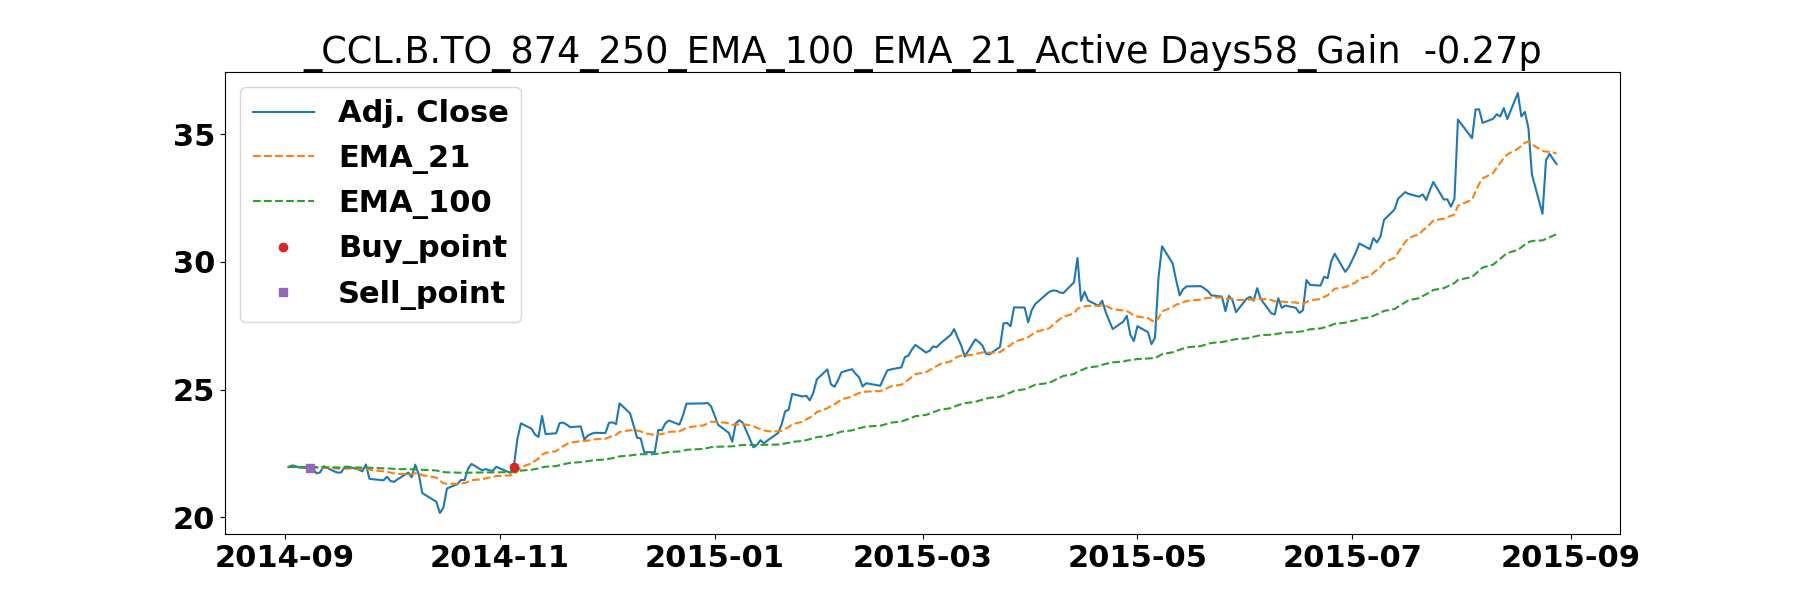 _CCL.B.TO_874_250_EMA_100_EMA_21_Active Days58_Gain  -0.27p
Adj. Close
EMA_21
EMA_100
Buy_point
Sell_point
35
30
25
20
2014-09 2014-11 2015-01 2015-03 2015-05 2015-07 2015-09